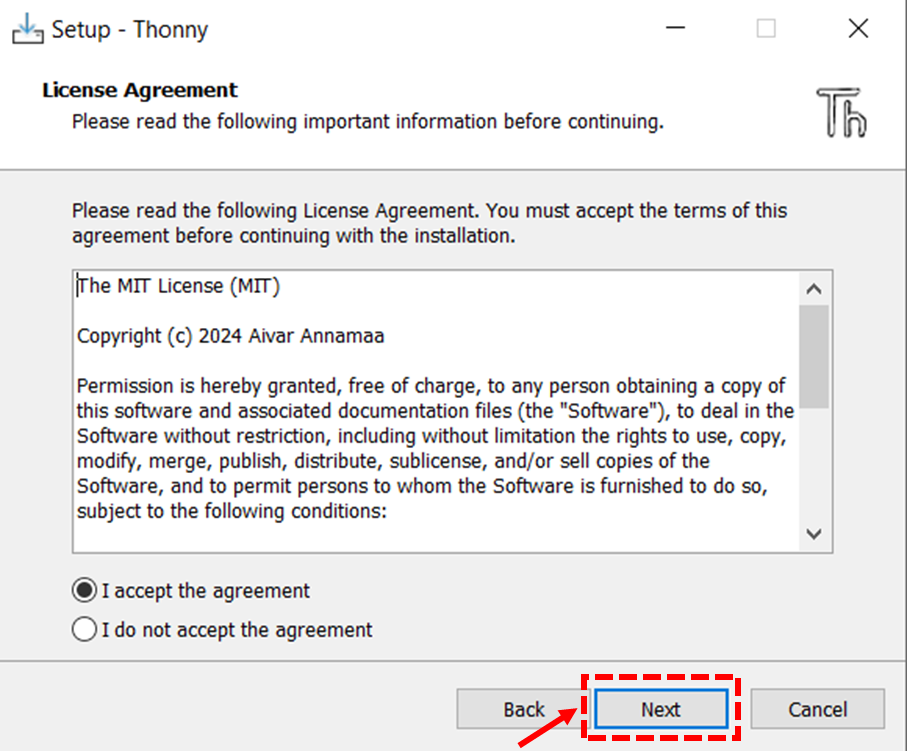 Setup - Thonny
License Agreement
Please read the following important information before continuing.
Th
Please read the following License Agreement. You must accept the terms of this
agreement before continuing with the installation.
The MIT License (MIT)
Copyright (c) 2024 Aivar Annamaa
Permission is hereby granted, free of charge, to any person obtaining a copy of
this software and associated documentation files (the "Software"), to deal in the
Software without restriction, including without limitation the rights to use, copy,
modify, merge, publish, distribute, sublicense, and/or sell copies of the
Software, and to permit persons to whom the Software is furnished to do so,
subject to the following conditions:
I accept the agreement
I do not accept the agreement
Back Next Cancel